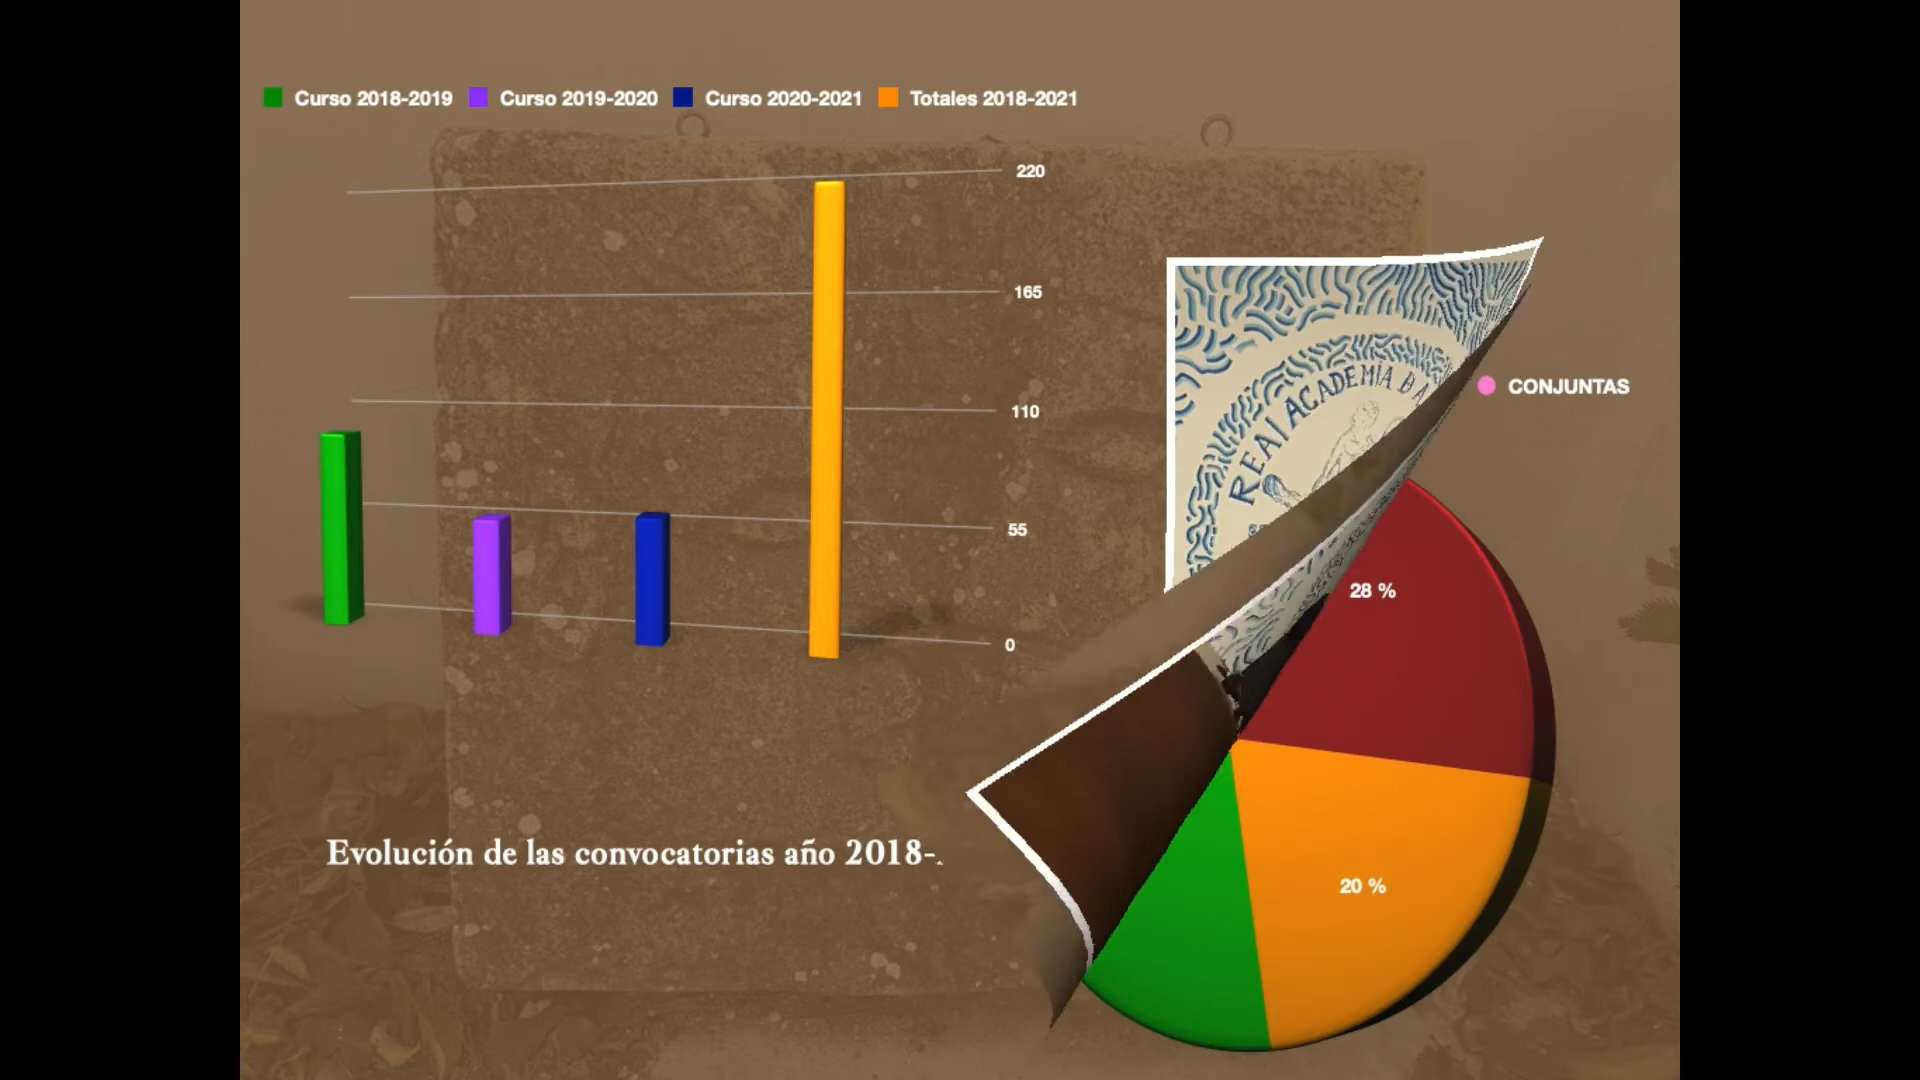 Curso 2018-2019 Curso 2019-2020 Curso 2020-2021 Totales 2018-2021
220
165
110
55
0
REAL ACADEMIA D
CONJUNTAS
28 %
20 %
Evolución de las convocatorias año 2018-